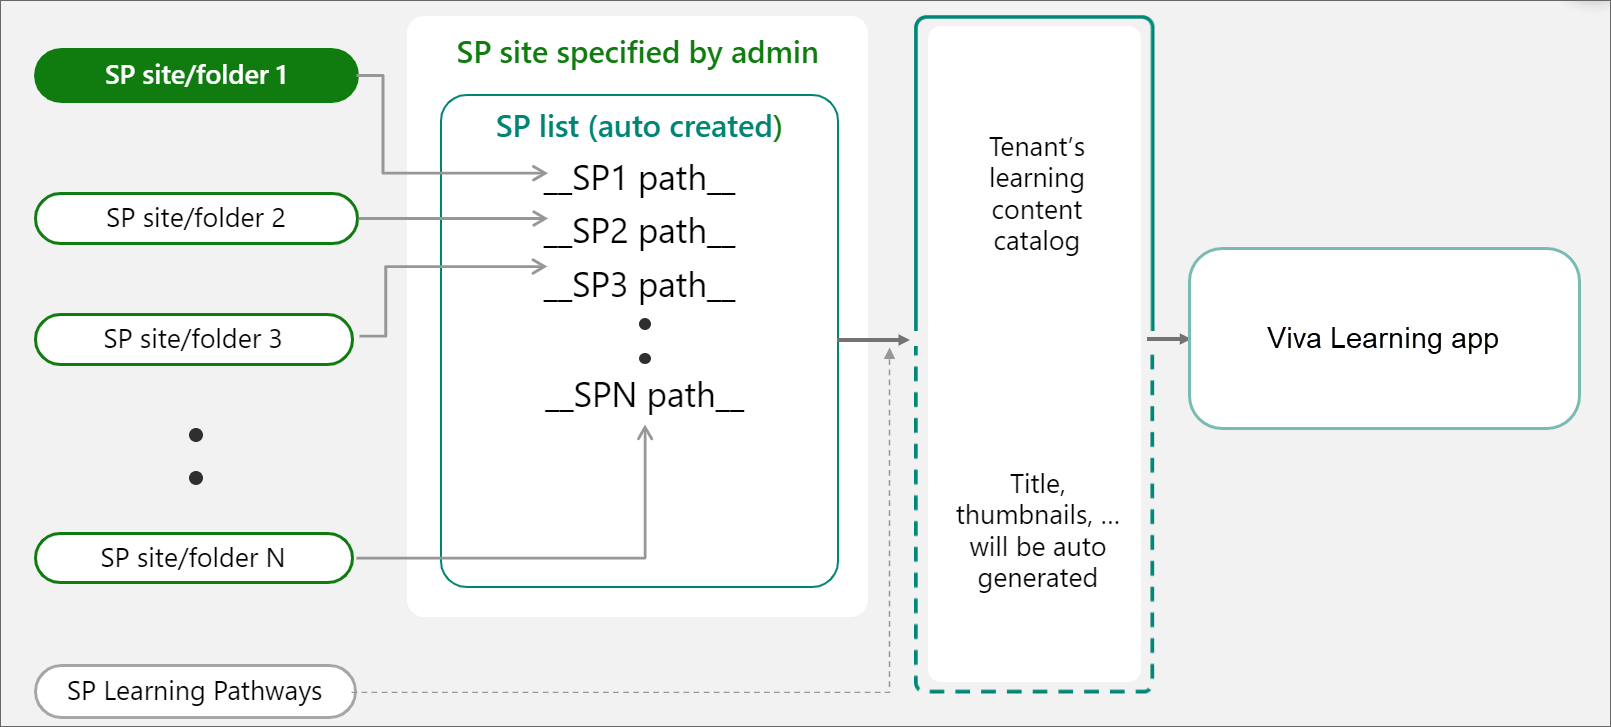 SP site/folder 1
SP site/folder 2
SP site/folder 3
SP site/folder N
SP Learning Pathways
SP site specified by admin
SP list (auto created)
__SP1 path__
__SP2 path__
__SP3 path__
__SPN path__
Tenant’s
learning
content
catalog
Title,
thumbnails, ...
will be auto
generated
Viva Learning app